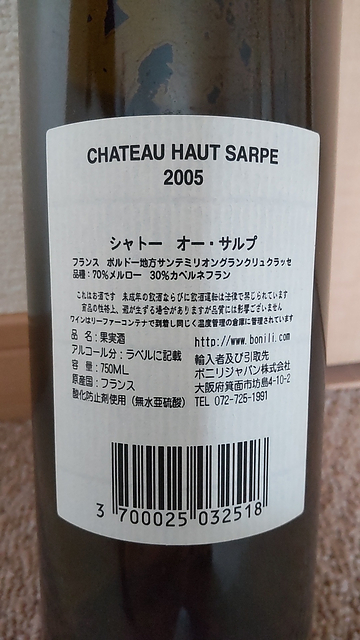 CHATEAU HAUT SARPE
2005
シャトー オー・サルプ
フランス ボルドー地方サンテミリオングランクリュクラッセ
品種：70%メルロー 30%カベルネフラン
これはお酒です 未成年の飲酒ならびに飲酒運転は法律で禁じられています
商品の性格上、澱が生ずる場合がありますが品質には影響ございません
ワインはリーファーコンテナで到着し同じく温度管理の倉庫に管理されています
品 名：果実酒
アルコール分：ラベルに記載
容 量：750ML
原産国：フランス
酸化防止剤使用（無水亜硫酸）
http://www.bonili.com
輸入者及び引取先
ボニリジャパン株式会社
大阪府箕面市坊島4-10-2
TEL 072-725-1991
3 700025 032518